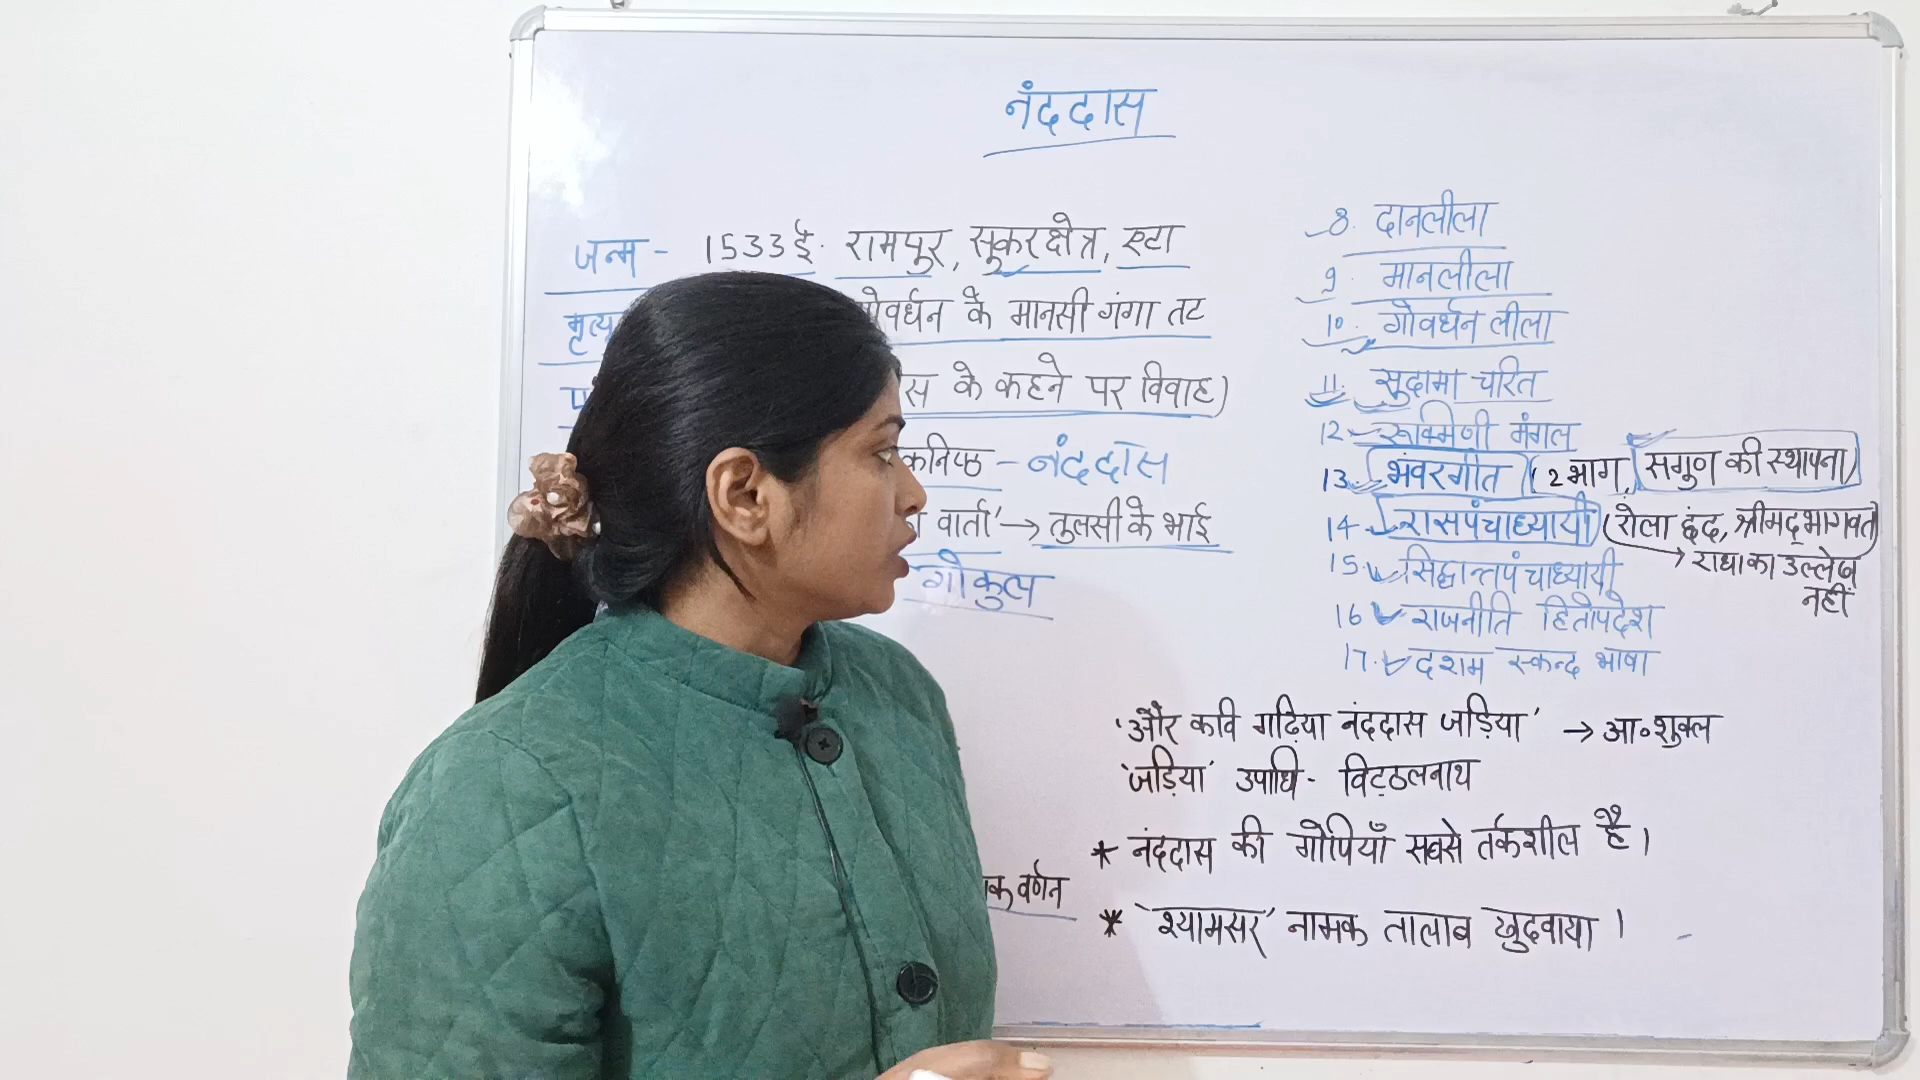 नंददास
जन्म - 1533 ई. रामपुर, सूकरक्षेत्र, एटा
मृत्यु गोवर्धन के मानसी गंगा तट
के कहने पर विवाह)
कनिष्ठ - नंददास
वार्ता' → तुलसी के भाई
गोकुल
वर्णन
8. दानलीला
9. मानलीला
10. गोवर्धन लीला
11. सुदामा चरित
12. रूक्मिणी मंगल
13. भंवरगीत (2 भाग, सगुण की स्थापना)
14. रासपंचाध्यायी (रोला छंद, श्रीमद्भागवत)
→ राधा का उल्लेख नहीं
15. सिद्धान्तपंचाध्यायी
16 राजनीति हितोपदेश
17. दशम स्कन्द भाषा
'और कवि गढ़िया नंददास जड़िया' → आ॰ शुक्ल
'जड़िया' उपाधि - विट्ठलनाथ
* नंददास की गोपियाँ सबसे तर्कशील है।
* 'श्यामसर' नामक तालाब खुदवाया।